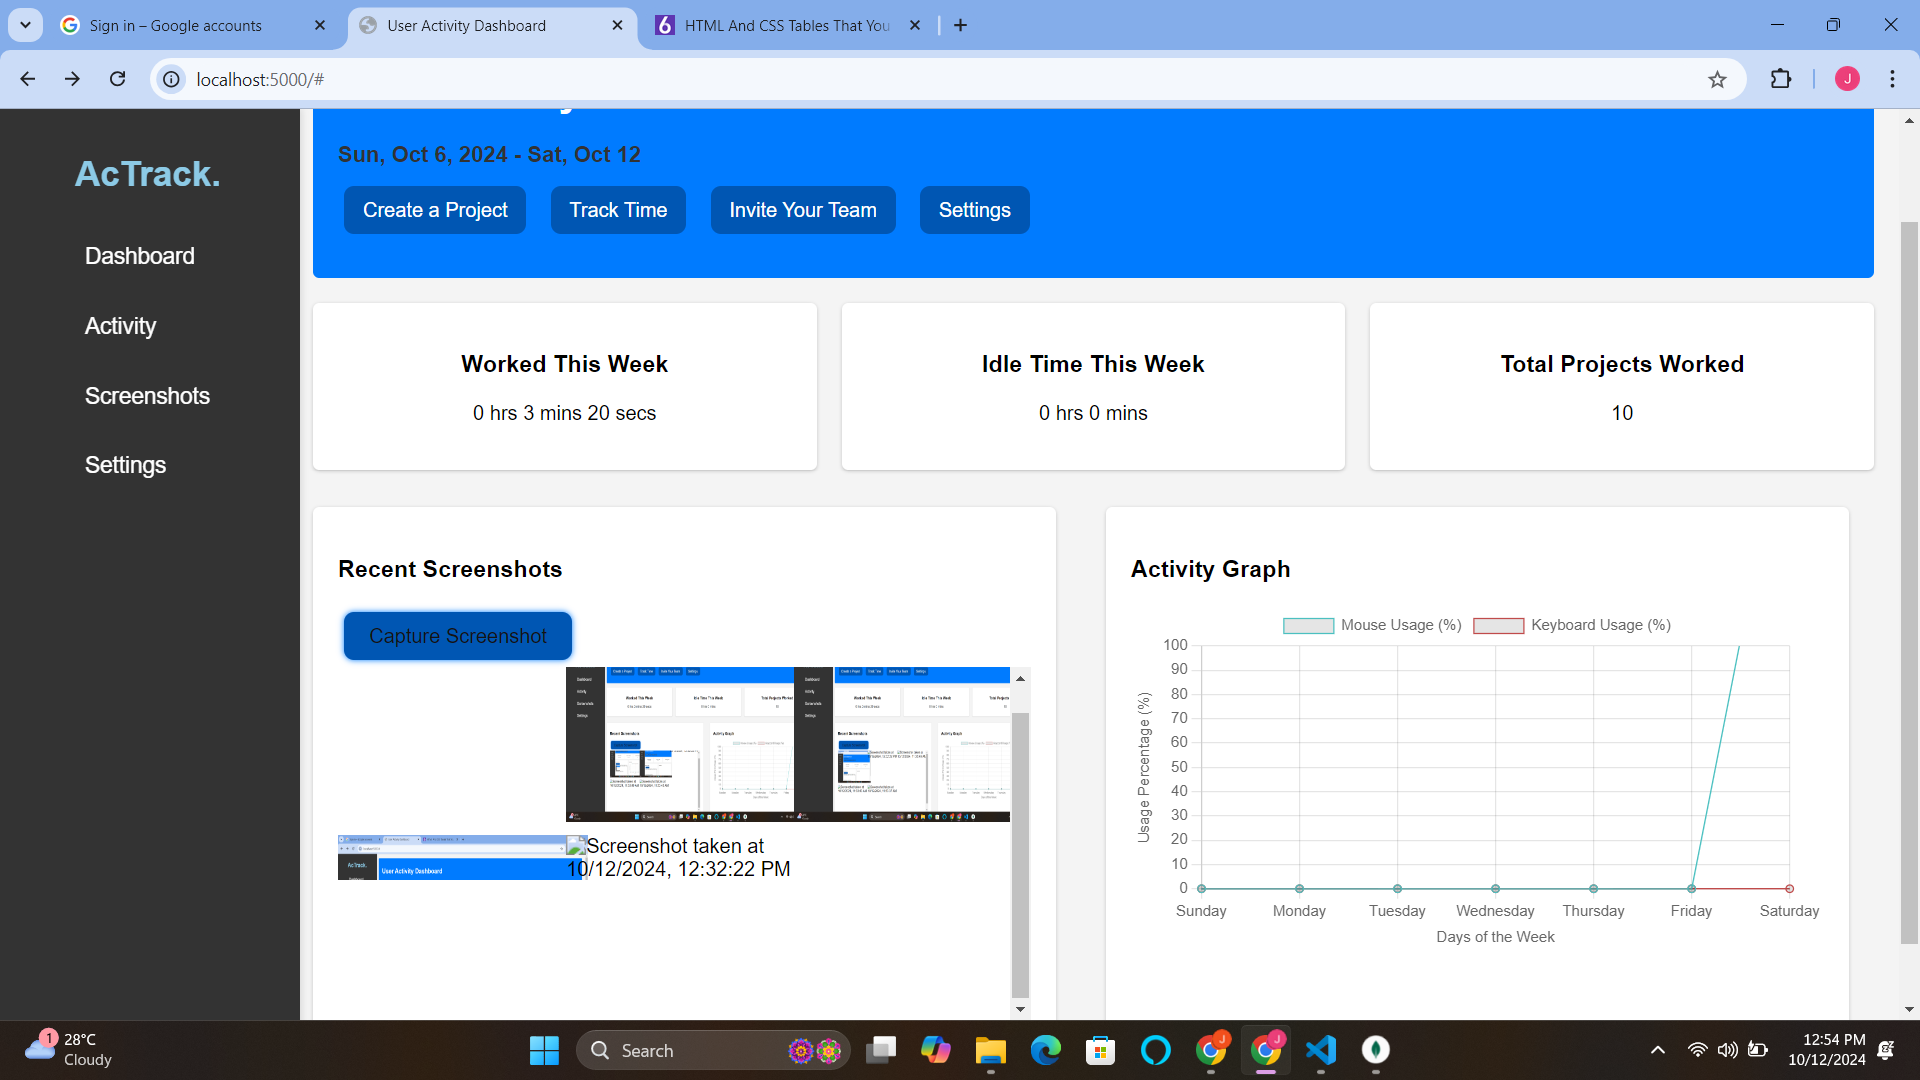 Sign in – Google accounts
User Activity Dashboard
HTML And CSS Tables That You
localhost:5000/#
J
AcTrack.
Dashboard
Activity
Screenshots
Settings
Sun, Oct 6, 2024 - Sat, Oct 12
Create a Project
Track Time
Invite Your Team
Settings
Worked This Week
0 hrs 3 mins 20 secs
Idle Time This Week
0 hrs 0 mins
Total Projects Worked
10
Recent Screenshots
Capture Screenshot
AcTrack.
User Activity Dashboard
Screenshot taken at
10/12/2024, 12:32:22 PM
Activity Graph
Mouse Usage (%)
Keyboard Usage (%)
Usage Percentage (%)
100
90
80
70
60
50
40
30
20
10
0
Sunday
Monday
Tuesday
Wednesday
Thursday
Friday
Saturday
Days of the Week
1
28°C
Cloudy
Search
J
J
12:54 PM
10/12/2024